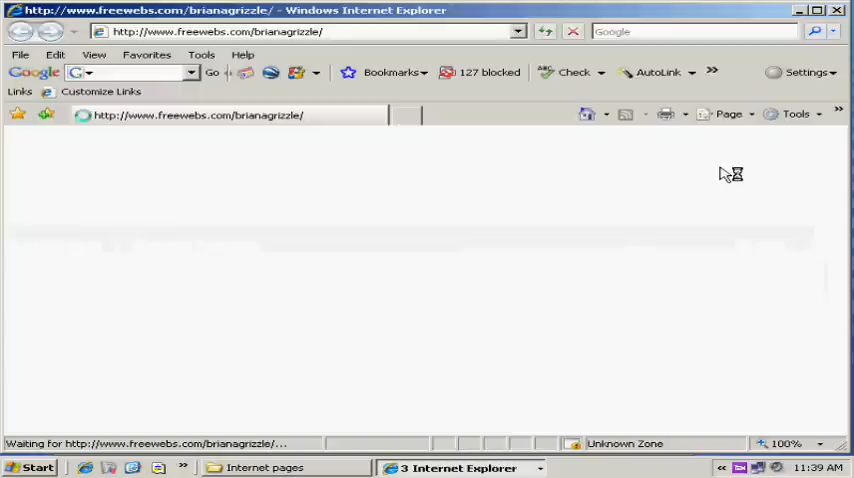 http://www.freewebs.com/brianagrizzle/ - Windows Internet Explorer
http://www.freewebs.com/brianagrizzle/ Google
File Edit View Favorites Tools Help
Google G Go Bookmarks 127 blocked ABC Check AutoLink » Settings
Links Customize Links
http://www.freewebs.com/brianagrizzle/ Page Tools »
Waiting for http://www.freewebs.com/brianagrizzle/... Unknown Zone 100%
Start » Internet pages 3 Internet Explorer « 11:39 AM